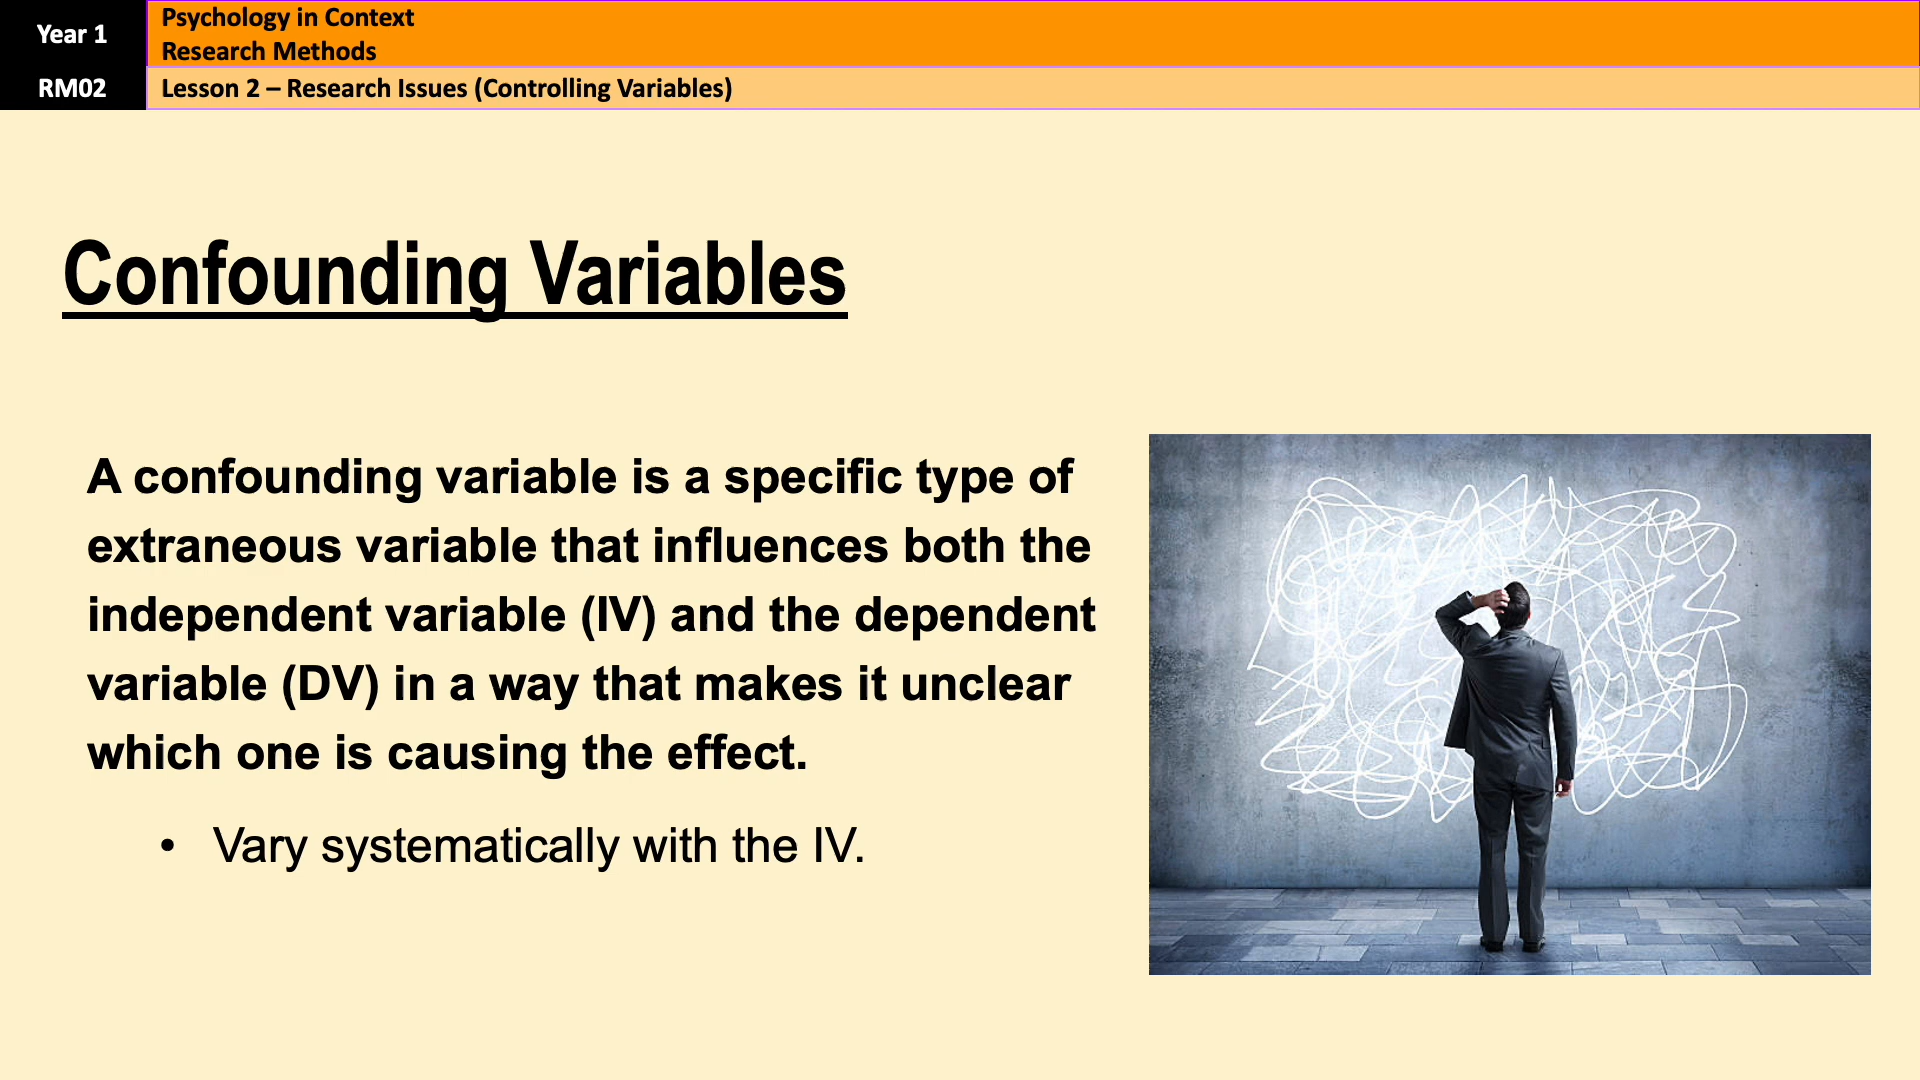 Year 1
Psychology in Context
Research Methods
RM02
Lesson 2 – Research Issues (Controlling Variables)
Confounding Variables
A confounding variable is a specific type of
extraneous variable that influences both the
independent variable (IV) and the dependent
variable (DV) in a way that makes it unclear
which one is causing the effect.
• Vary systematically with the IV.